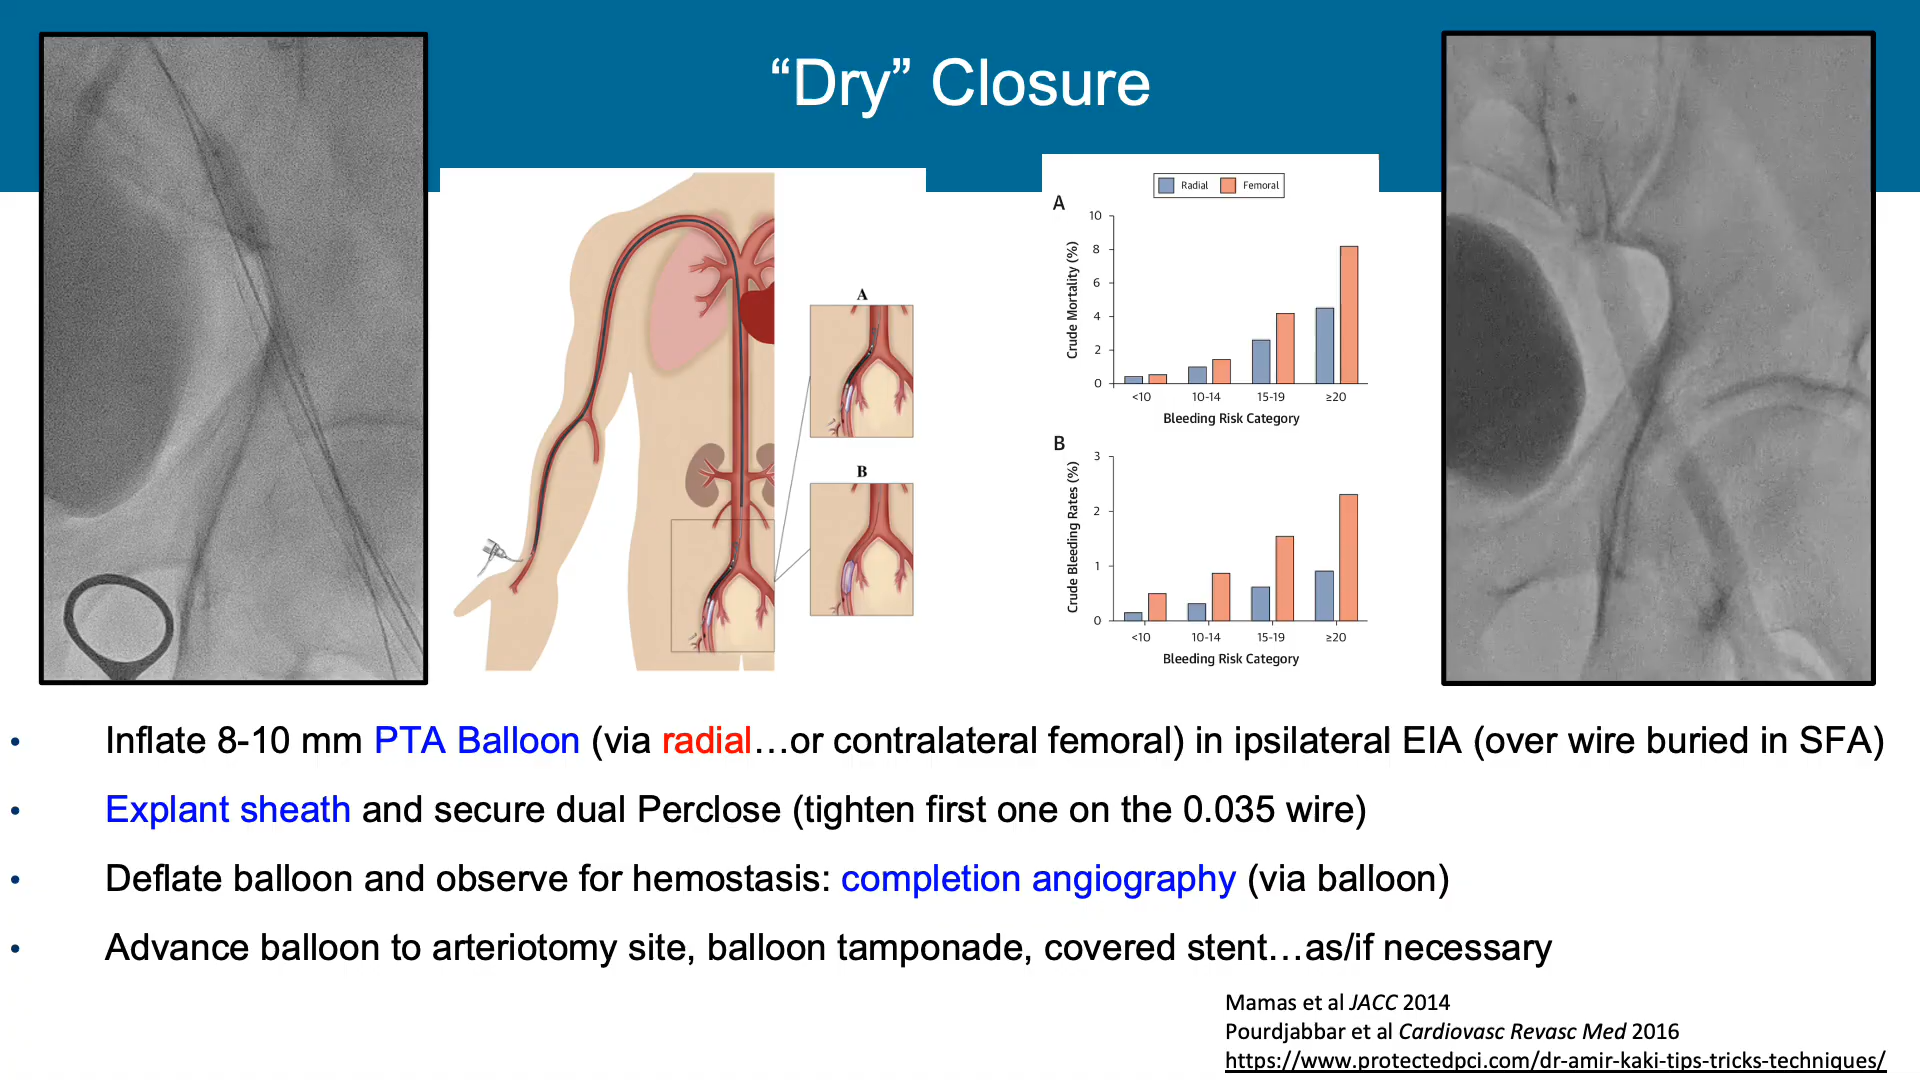 “Dry” Closure
A
B
Radial Femoral
A
Crude Mortality (%)
10
8
6
4
2
0
<10 10-14 15-19 ≥20
Bleeding Risk Category
B
Crude Bleeding Rates (%)
3
2
1
0
<10 10-14 15-19 ≥20
Bleeding Risk Category
• Inflate 8-10 mm PTA Balloon (via radial…or contralateral femoral) in ipsilateral EIA (over wire buried in SFA)
• Explant sheath and secure dual Perclose (tighten first one on the 0.035 wire)
• Deflate balloon and observe for hemostasis: completion angiography (via balloon)
• Advance balloon to arteriotomy site, balloon tamponade, covered stent…as/if necessary
Mamas et al JACC 2014
Pourdjabbar et al Cardiovasc Revasc Med 2016
https://www.protectedpci.com/dr-amir-kaki-tips-tricks-techniques/